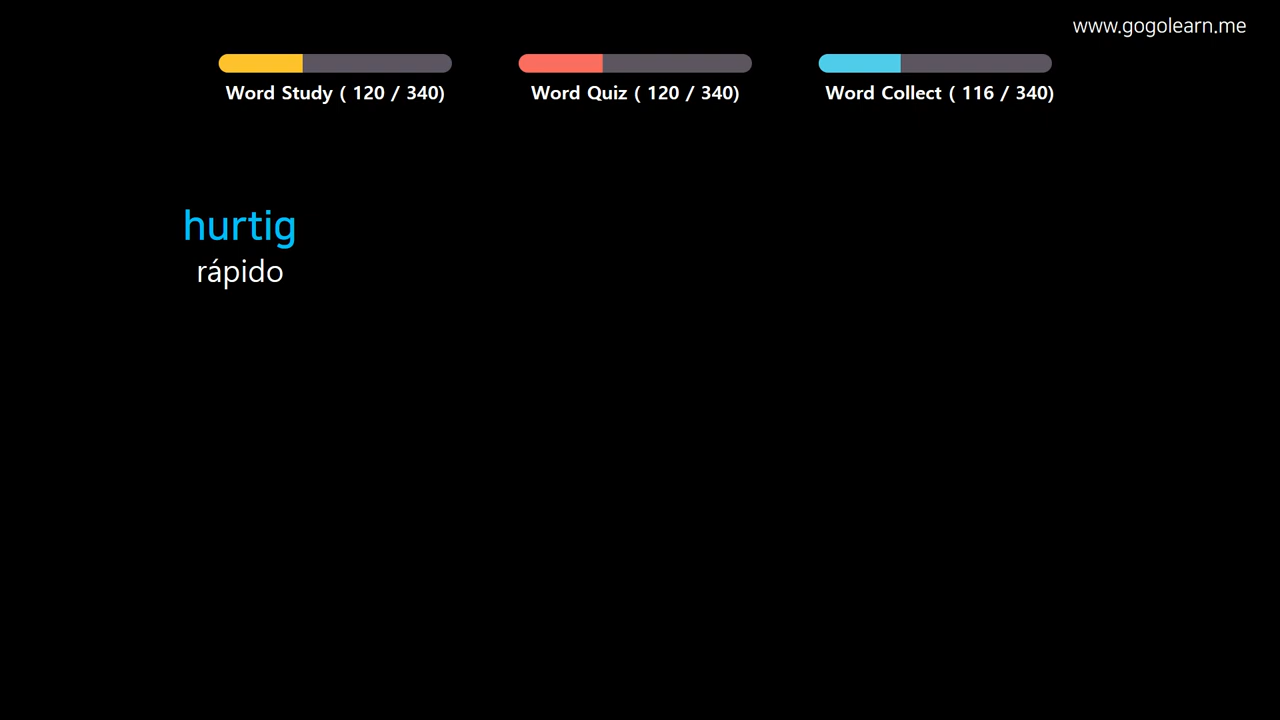 www.gogolearn.me
Word Study ( 120 / 340)
Word Quiz ( 120 / 340)
Word Collect ( 116 / 340)
hurtig
rápido